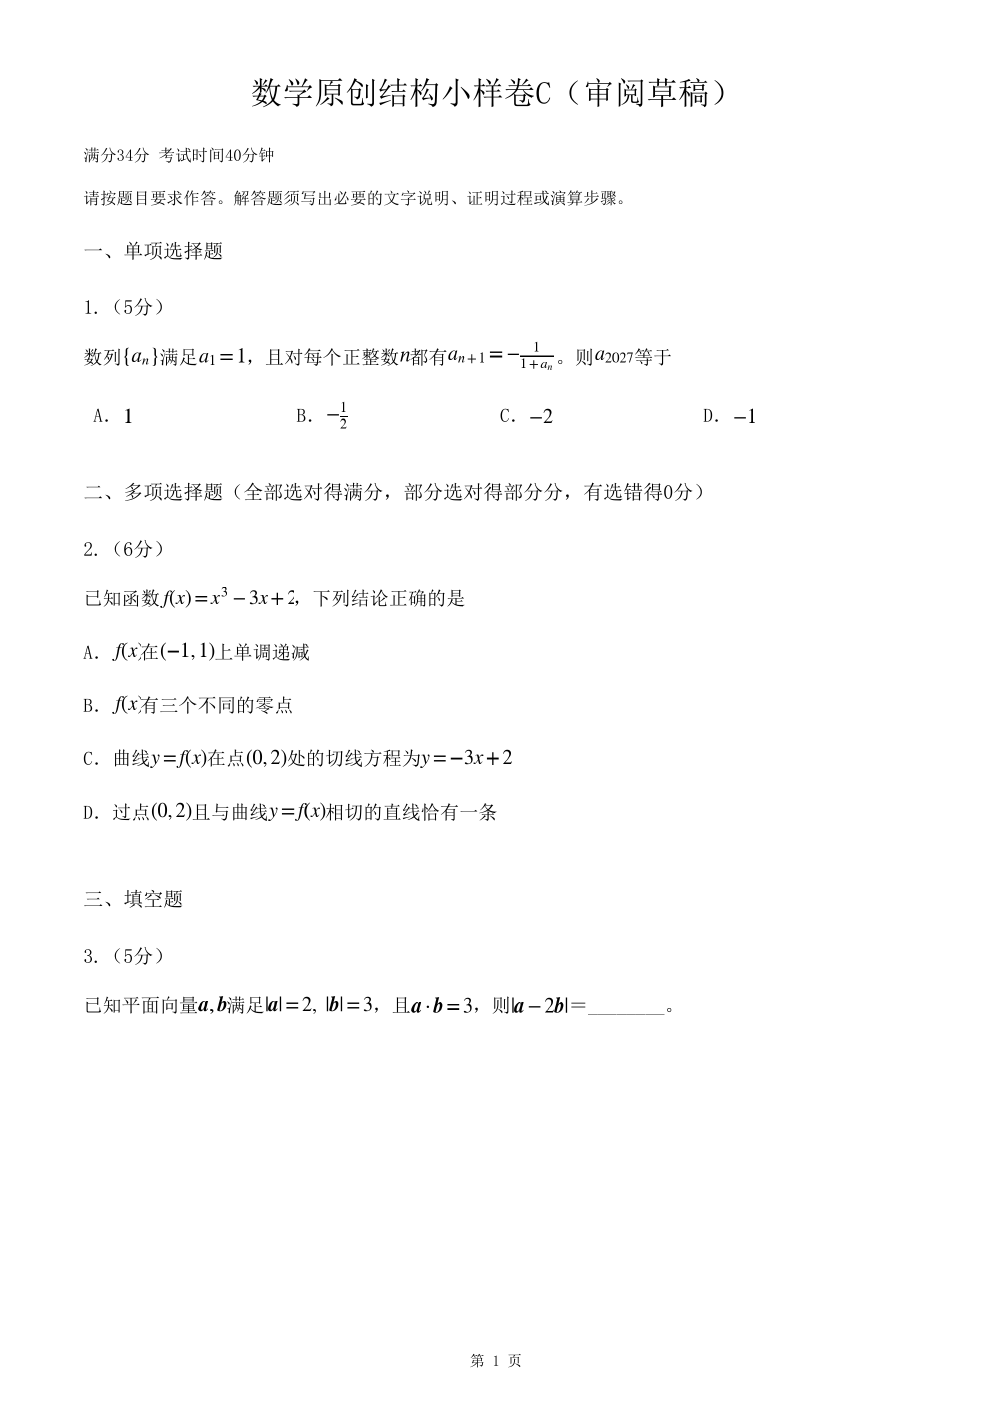 数学原创结构小样卷C（审阅草稿）
满分34分 考试时间40分钟
请按题目要求作答。解答题须写出必要的文字说明、证明过程或演算步骤。
一、单项选择题
1.（5分）
数列{aₙ}满足a₁=1，且对每个正整数n都有aₙ₊₁=−1/(1+aₙ)。则a₂₀₂₇等于
A．1 B．−1/2 C．−2 D．−1
二、多项选择题（全部选对得满分，部分选对得部分分，有选错得0分）
2.（6分）
已知函数f(x)=x³−3x+2，下列结论正确的是
A．f(x)在(−1,1)上单调递减
B．f(x)有三个不同的零点
C．曲线y=f(x)在点(0,2)处的切线方程为y=−3x+2
D．过点(0,2)且与曲线y=f(x)相切的直线恰有一条
三、填空题
3.（5分）
已知平面向量a,b满足|a|=2, |b|=3，且a·b=3，则|a−2b|＝________。
第 1 页